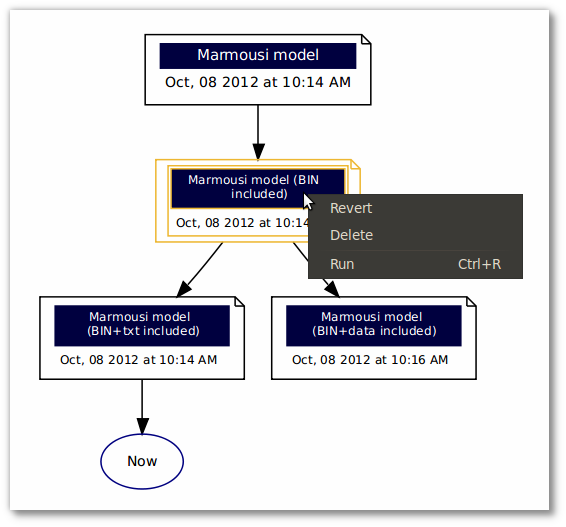 Marmousi model
Oct, 08 2012 at 10:14 AM
Marmousi model (BIN
included)
Oct, 08 2012 at 10:14
Revert
Delete
Run Ctrl+R
Marmousi model
(BIN+txt included)
Oct, 08 2012 at 10:14 AM
Marmousi model
(BIN+data included)
Oct, 08 2012 at 10:16 AM
Now